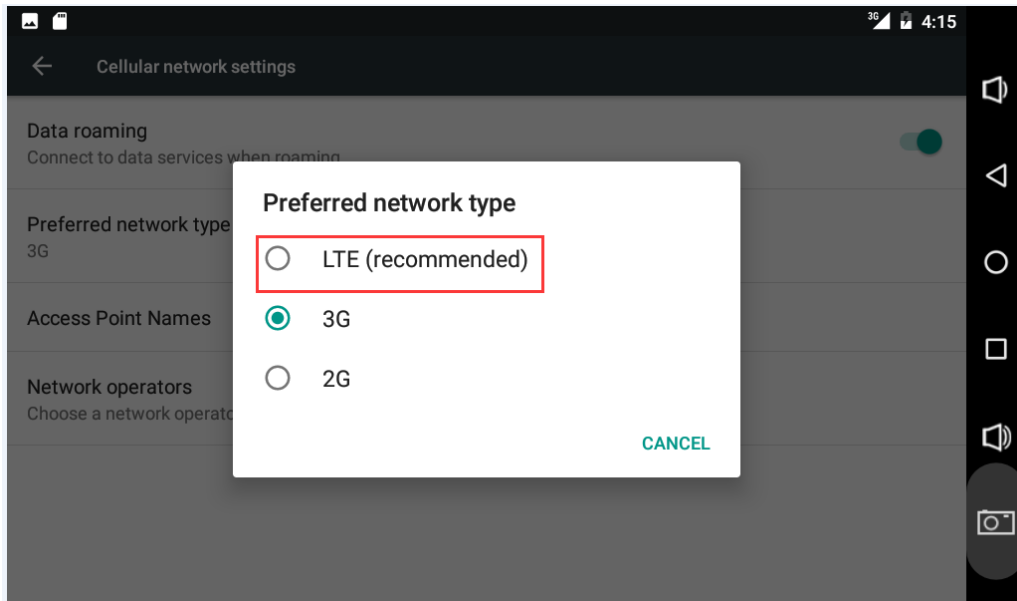 3G 4:15
Cellular network settings
Data roaming
Connect to data services when roaming
Preferred network type
3G
Access Point Names
Network operators
Choose a network operato
Preferred network type
LTE (recommended)
3G
2G
CANCEL